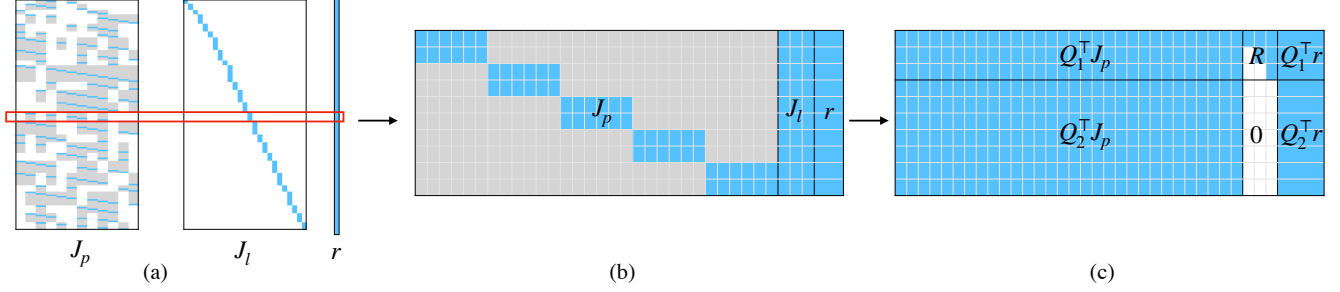 J_p
J_l
r
(a)
J_p
J_l
r
(b)
Q_1^⊤ J_p
R
Q_1^⊤ r
Q_2^⊤ J_p
0
Q_2^⊤ r
(c)